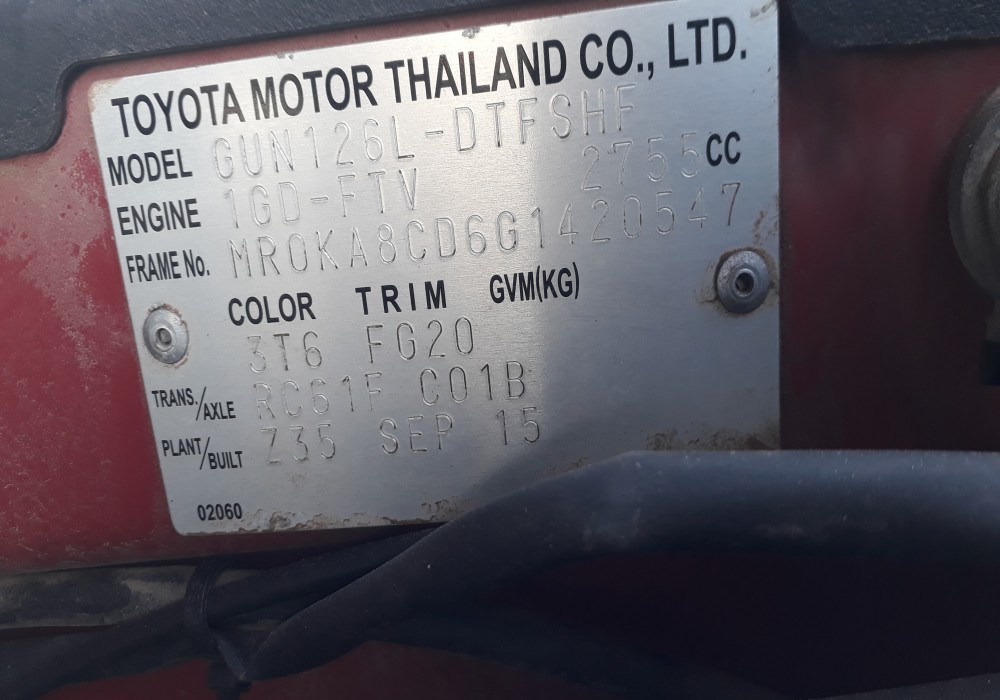 TOYOTA MOTOR THAILAND CO., LTD.
MODEL GUN126L-DTFSHF
ENGINE 1GD-FTV 2755 CC
FRAME No. MR0KA8CD6G1420547
COLOR TRIM GVM(KG)
3T6 FG20
TRANS./AXLE RC61F C01B
PLANT/BUILT Z35 SEP 15
02060